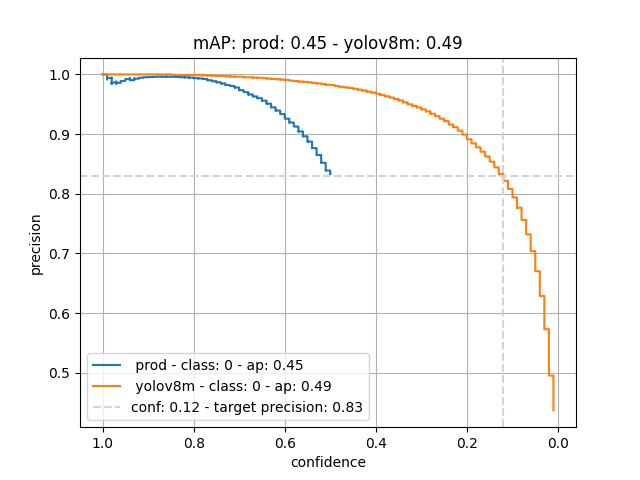 mAP: prod: 0.45 - yolov8m: 0.49
1.0
0.9
0.8
0.7
0.6
0.5
precision
prod - class: 0 - ap: 0.45
yolov8m - class: 0 - ap: 0.49
conf: 0.12 - target precision: 0.83
1.0 0.8 0.6 0.4 0.2 0.0
confidence